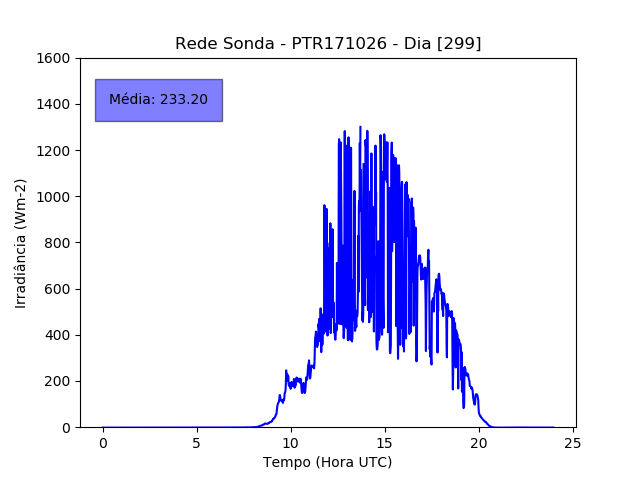 Rede Sonda - PTR171026 - Dia [299]
1600
Média: 233.20
1400
1200
1000
800
600
400
200
0
Irradiância (Wm-2)
0 5 10 15 20 25
Tempo (Hora UTC)